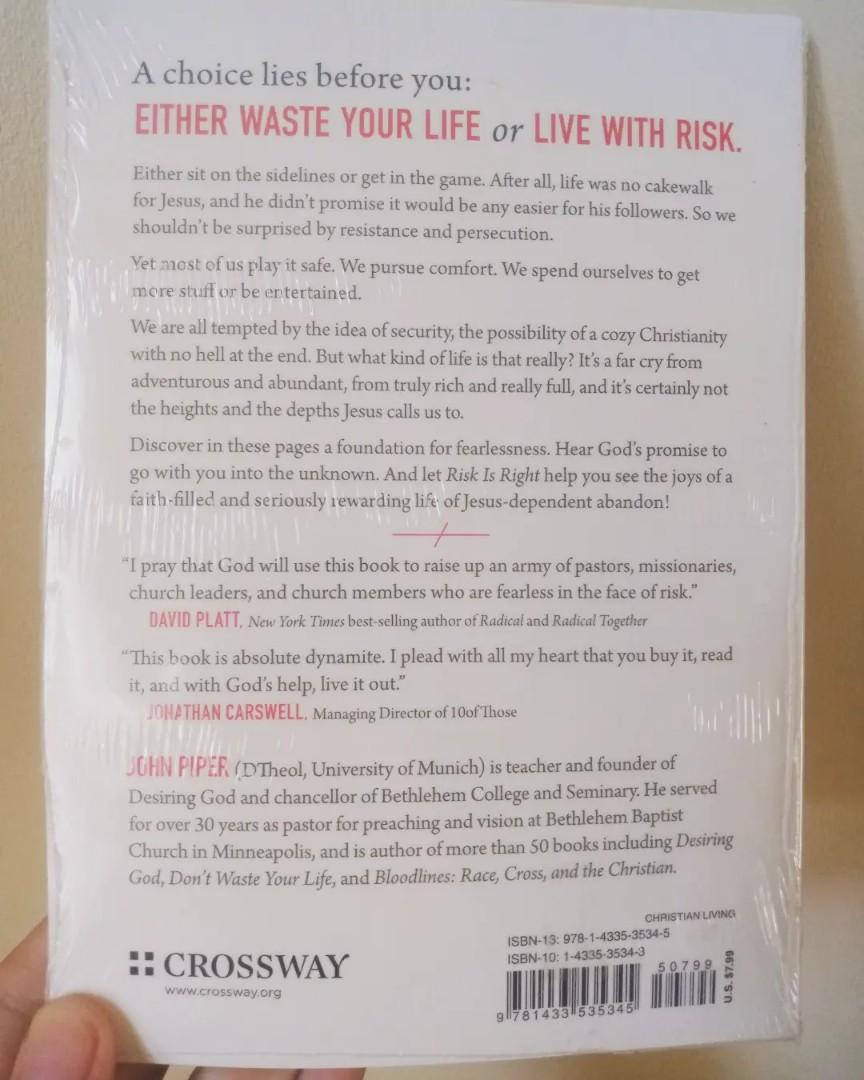 A choice lies before you:
EITHER WASTE YOUR LIFE or LIVE WITH RISK.
Either sit on the sidelines or get in the game. After all, life was no cakewalk
for Jesus, and he didn't promise it would be any easier for his followers. So we
shouldn't be surprised by resistance and persecution.
Yet most of us play it safe. We pursue comfort. We spend ourselves to get
more stuff or be entertained.
We are all tempted by the idea of security, the possibility of a cozy Christianity
with no hell at the end. But what kind of life is that really? It's a far cry from
adventurous and abundant, from truly rich and really full, and it's certainly not
the heights and the depths Jesus calls us to.
Discover in these pages a foundation for fearlessness. Hear God's promise to
go with you into the unknown. And let Risk Is Right help you see the joys of a
faith-filled and seriously rewarding life of Jesus-dependent abandon!
"I pray that God will use this book to raise up an army of pastors, missionaries,
church leaders, and church members who are fearless in the face of risk."
DAVID PLATT, New York Times best-selling author of Radical and Radical Together
"This book is absolute dynamite. I plead with all my heart that you buy it, read
it, and with God's help, live it out."
JONATHAN CARSWELL, Managing Director of 10ofThose
JOHN PIPER (DTheol, University of Munich) is teacher and founder of
Desiring God and chancellor of Bethlehem College and Seminary. He served
for over 30 years as pastor for preaching and vision at Bethlehem Baptist
Church in Minneapolis, and is author of more than 50 books including Desiring
God, Don't Waste Your Life, and Bloodlines: Race, Cross, and the Christian.
CHRISTIAN LIVING
ISBN-13: 978-1-4335-3534-5
ISBN-10: 1-4335-3534-3
50799
9 781433 535345
U.S. $7.99
CROSSWAY
www.crossway.org